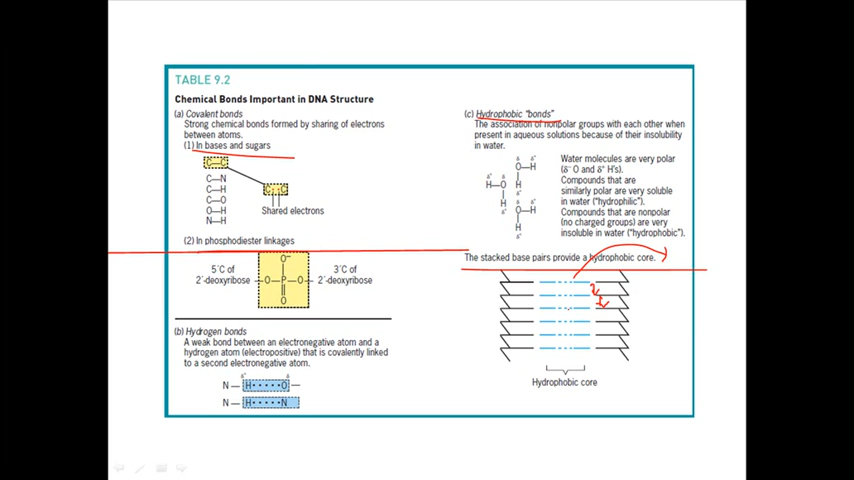 TABLE 9.2
Chemical Bonds Important in DNA Structure
(a) Covalent bonds
Strong chemical bonds formed by sharing of electrons
between atoms.
(1) In bases and sugars
C—C
C—N
C—H
C—O
O—H
N—H
C : C
Shared electrons
(2) In phosphodiester linkages
5'C of
2'-deoxyribose
O⁻
—O—P—O—
O
3'C of
2'-deoxyribose
(b) Hydrogen bonds
A weak bond between an electronegative atom and a
hydrogen atom (electropositive) that is covalently linked
to a second electronegative atom.
δ⁺ δ⁻
N — H·····O —
N — H·····N
(c) Hydrophobic “bonds”
The association of nonpolar groups with each other when
present in aqueous solutions because of their insolubility
in water.
O—H
H—O H
H O—H
H
Water molecules are very polar
(δ⁻ O and δ⁺ H's).
Compounds that are
similarly polar are very soluble
in water (“hydrophilic”).
Compounds that are nonpolar
(no charged groups) are very
insoluble in water (“hydrophobic”).
The stacked base pairs provide a hydrophobic core.
Hydrophobic core